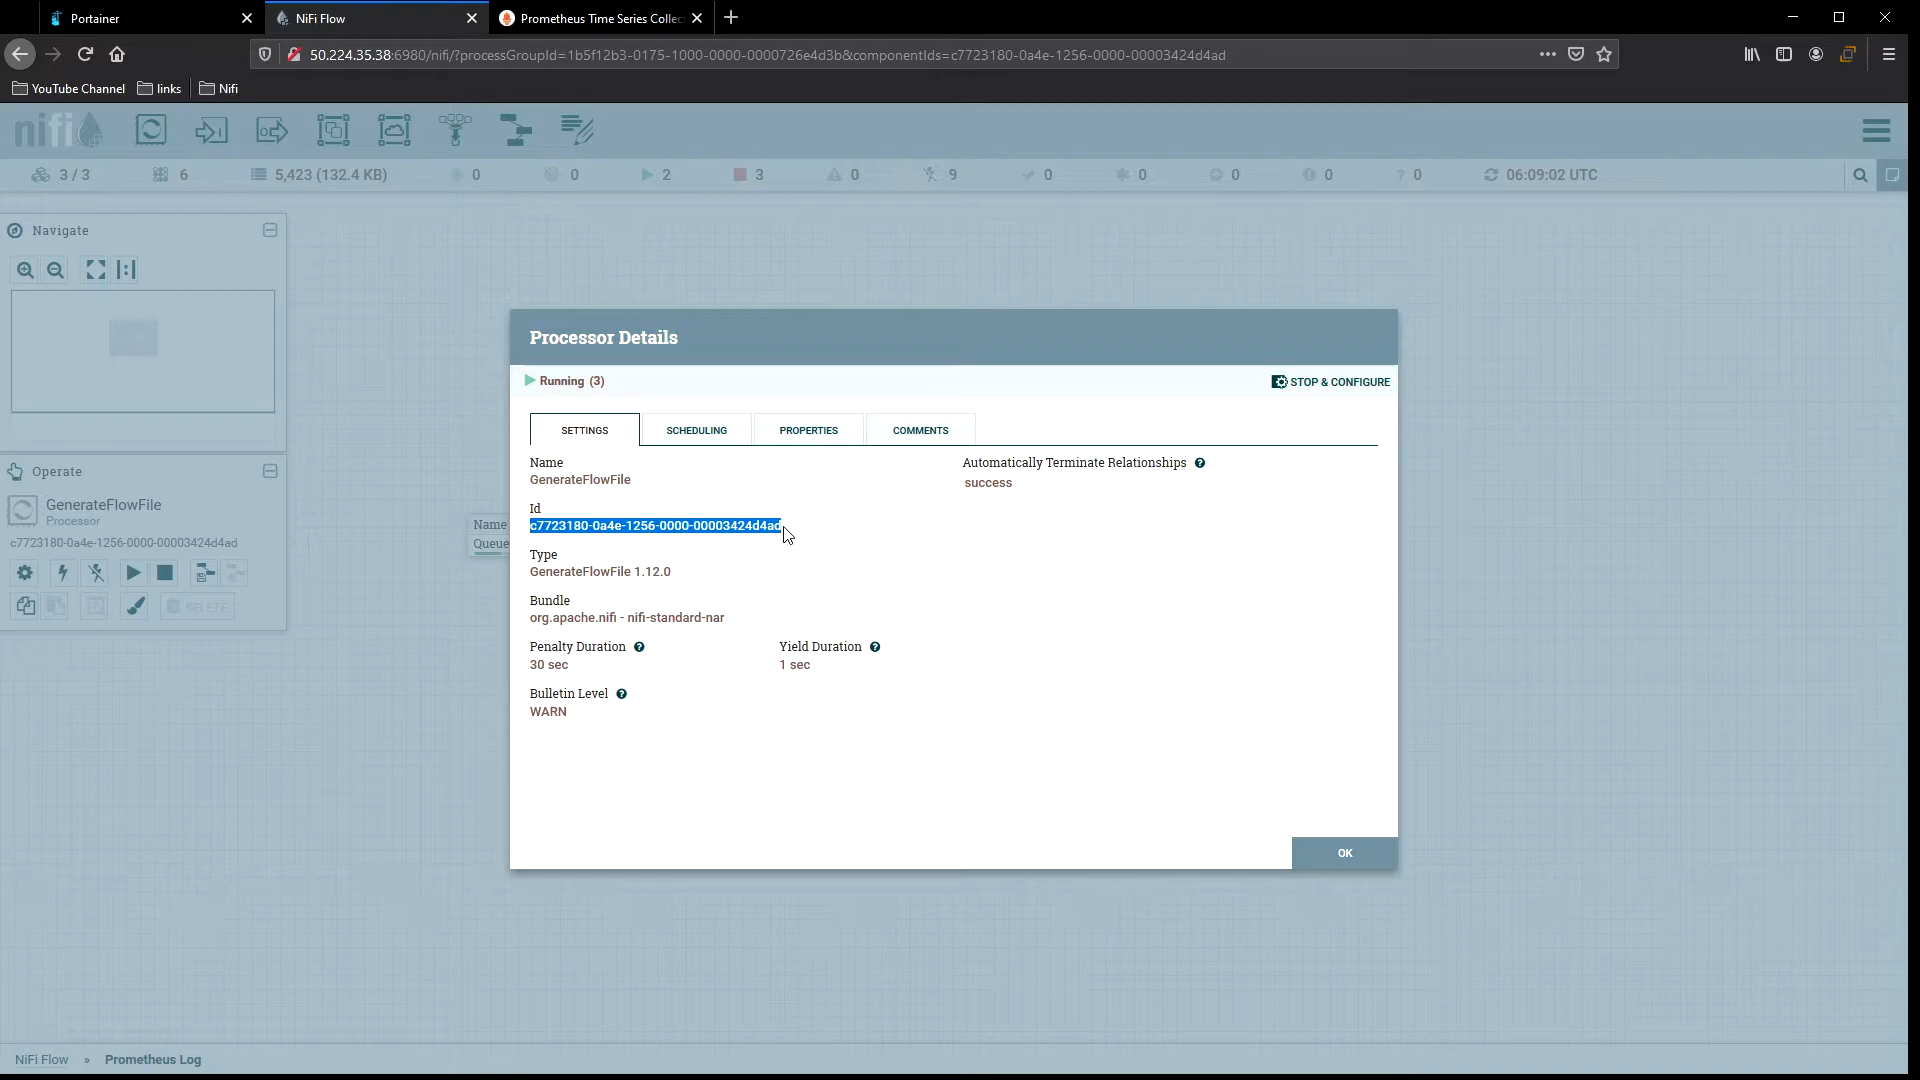 Portainer
NiFi Flow
Prometheus Time Series Collec
50.224.35.38:6980/nifi/?processGroupId=1b5f12b3-0175-1000-0000-0000726e4d3b&componentIds=c7723180-0a4e-1256-0000-00003424d4ad
YouTube Channel
links
Nifi
nifi
3 / 3
6
5,423 (132.4 KB)
0
0
2
3
0
9
0
0
0
0
0
06:09:02 UTC
Navigate
Operate
GenerateFlowFile
Processor
c7723180-0a4e-1256-0000-00003424d4ad
DELETE
Name
Queue
Processor Details
Running (3)
STOP & CONFIGURE
SETTINGS
SCHEDULING
PROPERTIES
COMMENTS
Name
GenerateFlowFile
Automatically Terminate Relationships
success
Id
c7723180-0a4e-1256-0000-00003424d4ad
Type
GenerateFlowFile 1.12.0
Bundle
org.apache.nifi - nifi-standard-nar
Penalty Duration
30 sec
Yield Duration
1 sec
Bulletin Level
WARN
OK
NiFi Flow » Prometheus Log